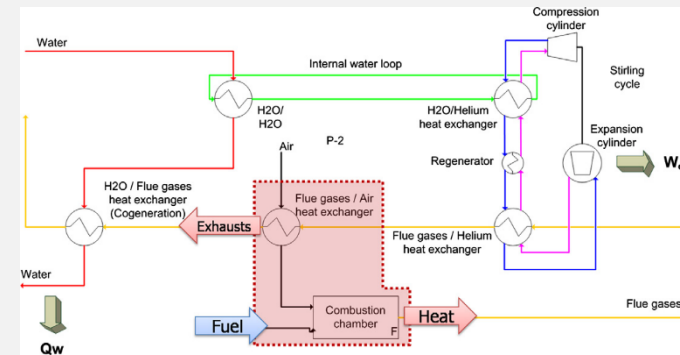 Compression
cylinder
Water
Internal water loop
Stirling
cycle
H2O/
H2O
H2O/Helium
heat exchanger
Expansion
cylinder
P-2
Air
Regenerator
H2O / Flue gases
heat exchanger
(Cogeneration)
Flue gases / Air
heat exchanger
Exhausts
Flue gases / Helium
heat exchanger
Water
Combustion
chamber
F
Fuel
Heat
Flue gases
Qw